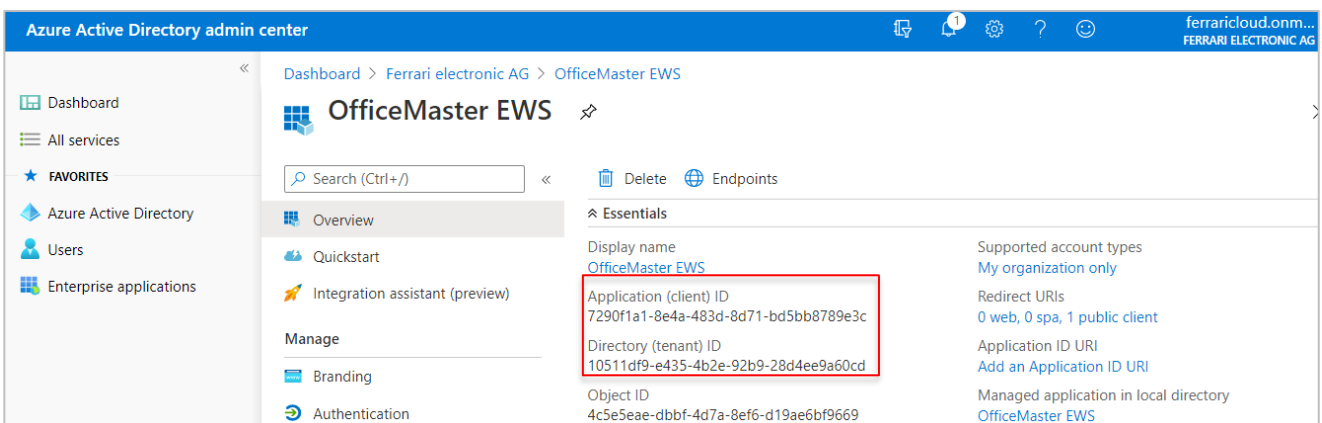 Azure Active Directory admin center
1
ferraricloud.onm...
FERRARI ELECTRONIC AG
Dashboard
All services
FAVORITES
Azure Active Directory
Users
Enterprise applications
Dashboard > Ferrari electronic AG > OfficeMaster EWS
OfficeMaster EWS
Search (Ctrl+/)
Overview
Quickstart
Integration assistant (preview)
Manage
Branding
Authentication
Delete
Endpoints
Essentials
Display name
OfficeMaster EWS
Application (client) ID
7290f1a1-8e4a-483d-8d71-bd5bb8789e3c
Directory (tenant) ID
10511df9-e435-4b2e-92b9-28d4ee9a60cd
Object ID
4c5e5eae-dbbf-4d7a-8ef6-d19ae6bf9669
Supported account types
My organization only
Redirect URIs
0 web, 0 spa, 1 public client
Application ID URI
Add an Application ID URI
Managed application in local directory
OfficeMaster EWS